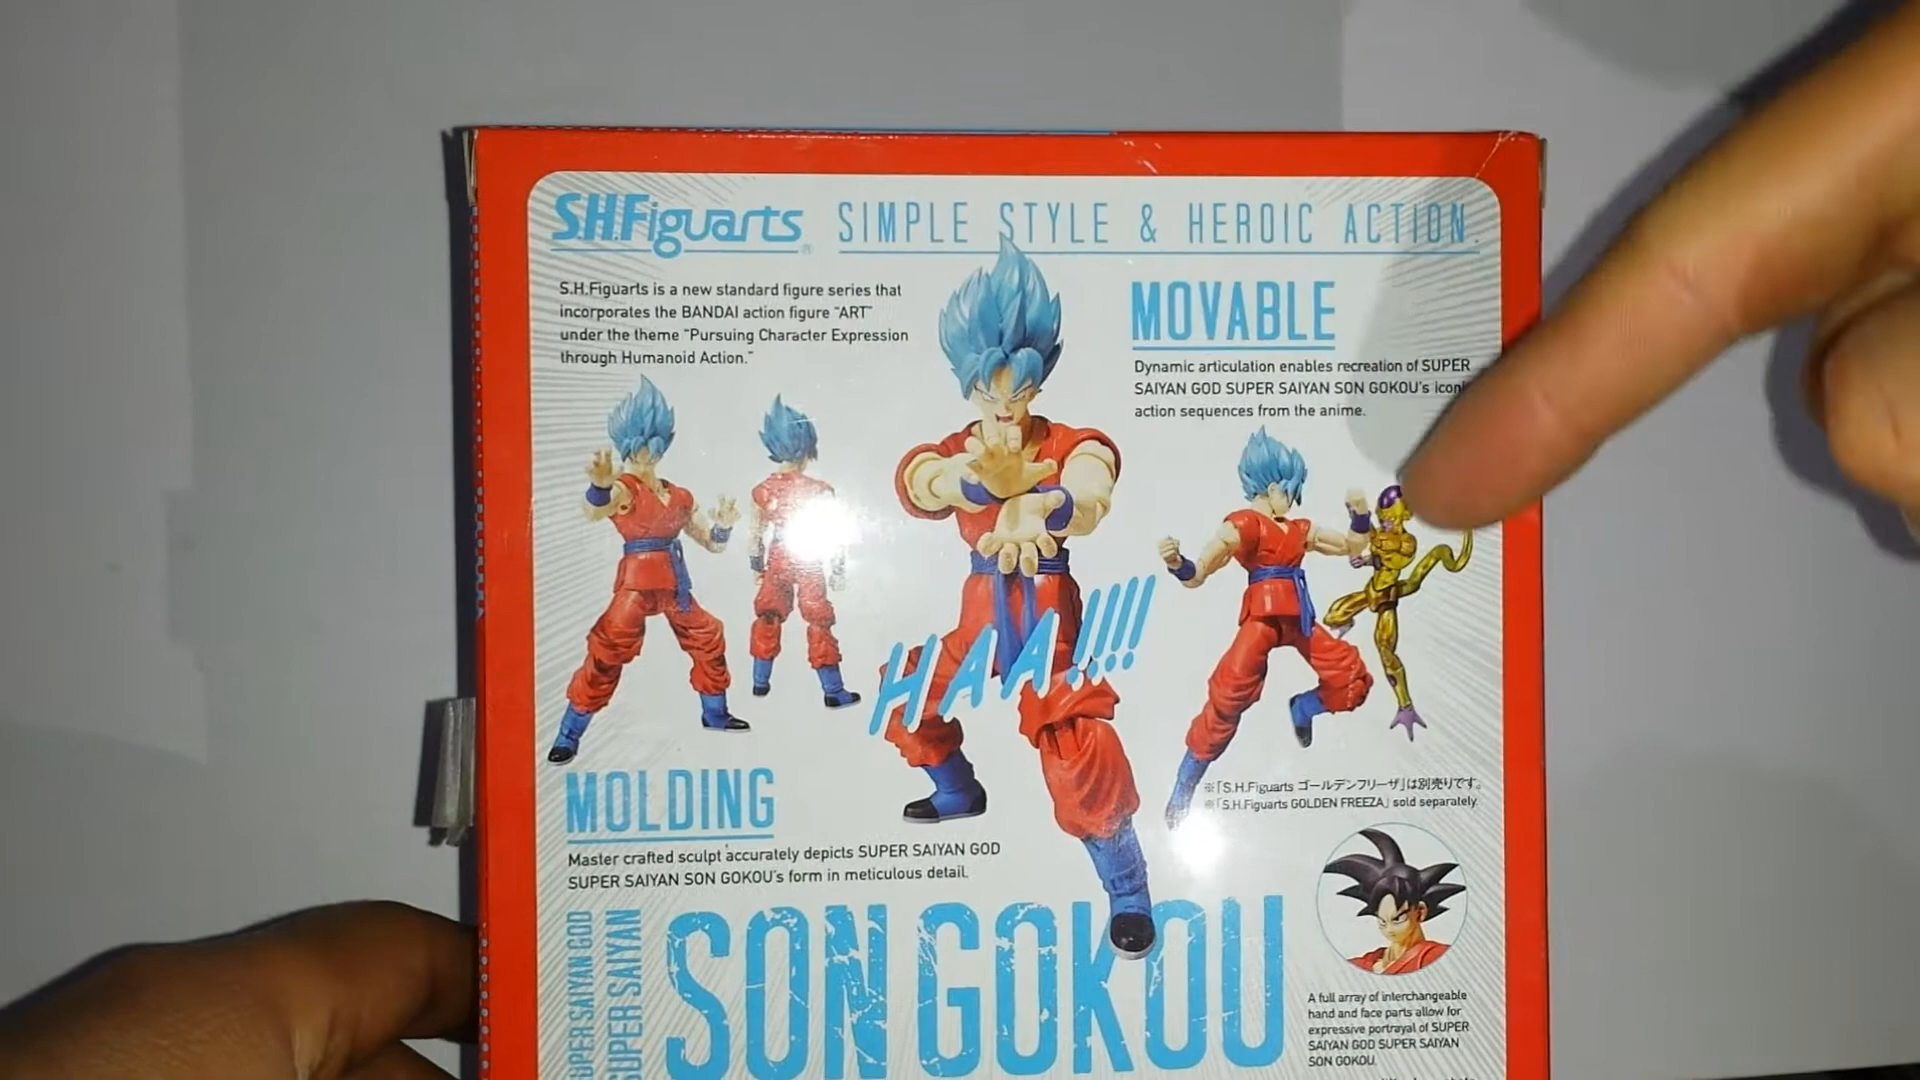 S.H.Figuarts
SIMPLE STYLE & HEROIC ACTION.
S.H.Figuarts is a new standard figure series that
incorporates the BANDAI action figure "ART"
under the theme "Pursuing Character Expression
through Humanoid Action."
MOVABLE
Dynamic articulation enables recreation of SUPER
SAIYAN GOD SUPER SAIYAN SON GOKOU's
action sequences from the anime.
HAA!!!!
※「S.H.Figuarts ゴールデンフリーザ」は別売りです。
※「S.H.Figuarts GOLDEN FREEZA」 sold separately.
MOLDING
Master crafted sculpt accurately depicts SUPER SAIYAN GOD
SUPER SAIYAN SON GOKOU's form in meticulous detail.
SUPER SAIYAN GOD
SUPER SAIYAN
SON GOKOU
A full array of interchangeable
hand and face parts allow for
expressive portrayal of SUPER
SAIYAN GOD SUPER SAIYAN
SON GOKOU.